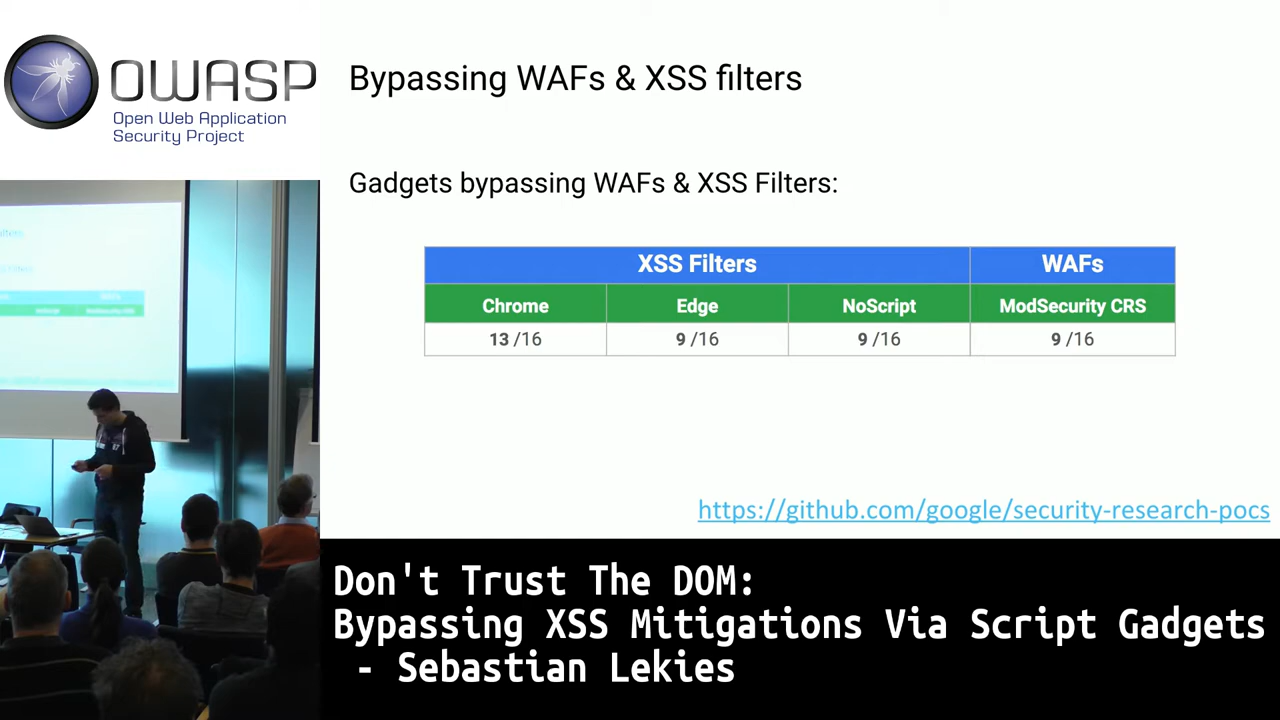 OWASP
Open Web Application
Security Project
Bypassing WAFs & XSS filters
Gadgets bypassing WAFs & XSS Filters:
XSS Filters WAFs
Chrome Edge NoScript ModSecurity CRS
13 /16 9 /16 9 /16 9 /16
https://github.com/google/security-research-pocs
Don't Trust The DOM:
Bypassing XSS Mitigations Via Script Gadgets
- Sebastian Lekies